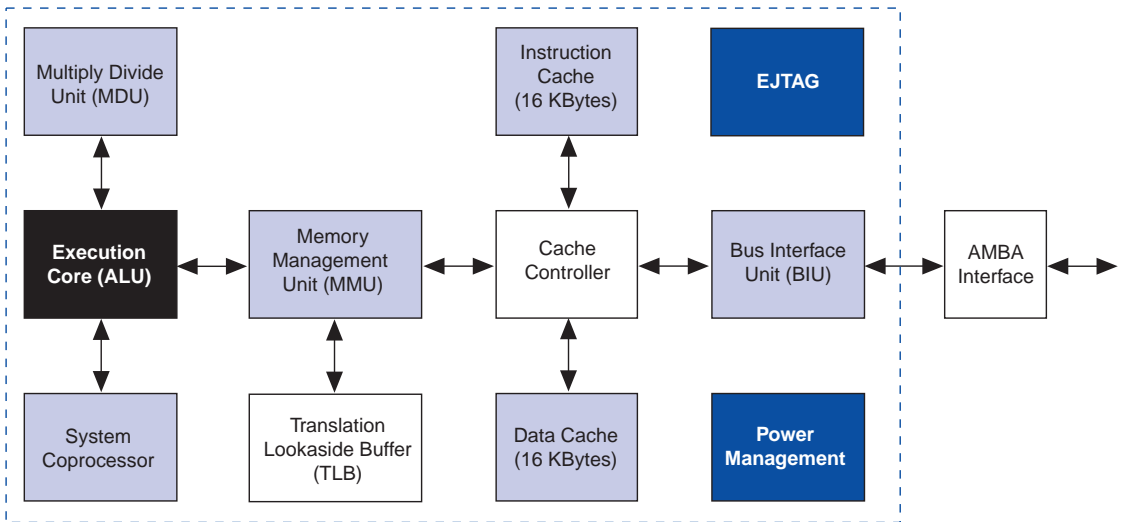 Multiply Divide
Unit (MDU)
Instruction
Cache
(16 KBytes)
EJTAG
Execution
Core (ALU)
Memory
Management
Unit (MMU)
Cache
Controller
Bus Interface
Unit (BIU)
AMBA
Interface
System
Coprocessor
Translation
Lookaside Buffer
(TLB)
Data Cache
(16 KBytes)
Power
Management